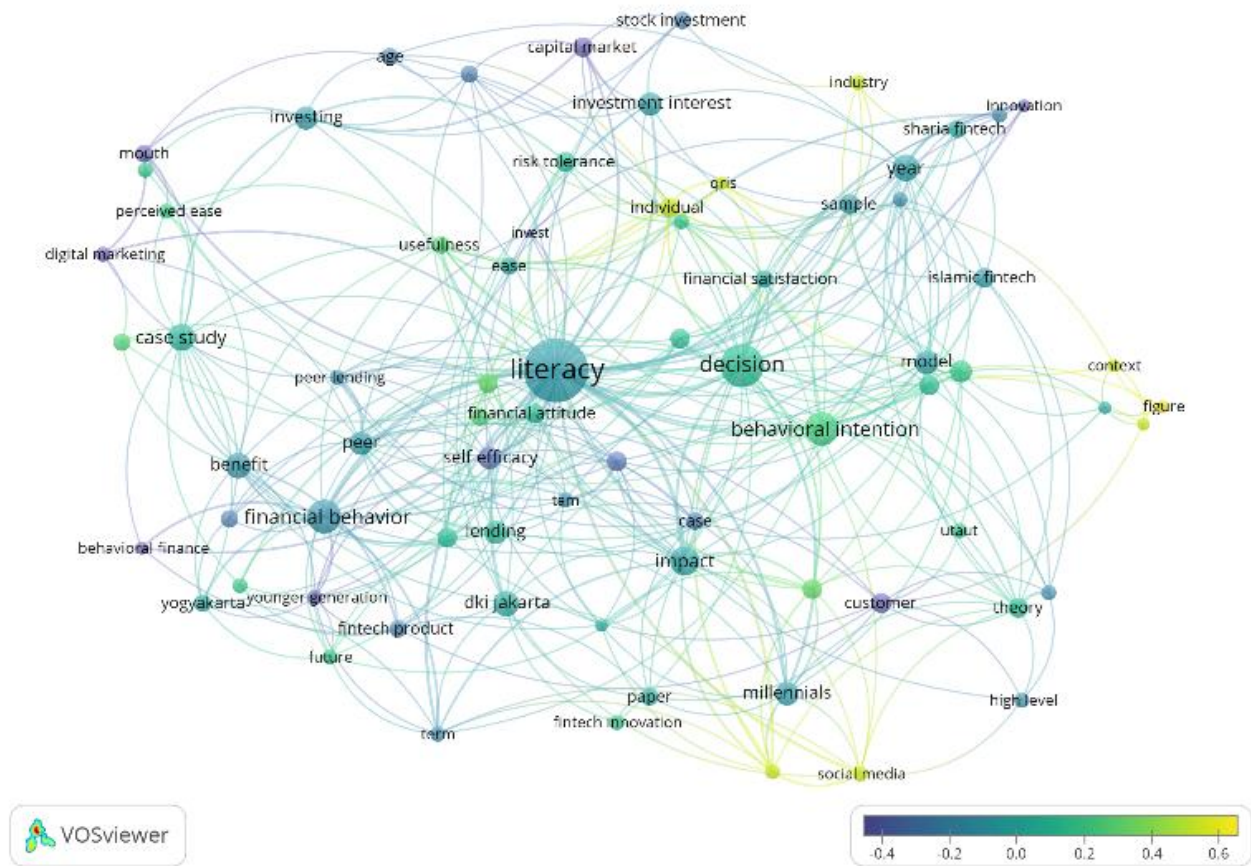 stock investment
capital market
age
industry
investment interest
innovation
investing
sharia fintech
mouth
risk tolerance
year
qris
perceived ease
individual
sample
invest
digital marketing
usefulness
ease
financial satisfaction
islamic fintech
case study
literacy
decision
model
context
peer lending
figure
financial attitude
behavioral intention
peer
self efficacy
benefit
tam
financial behavior
case
lending
utaut
behavioral finance
impact
yogyakarta
younger generation
dki jakarta
customer
theory
fintech product
future
paper
millennials
high level
fintech innovation
term
social media
VOSviewer
-0.4 -0.2 0.0 0.2 0.4 0.6